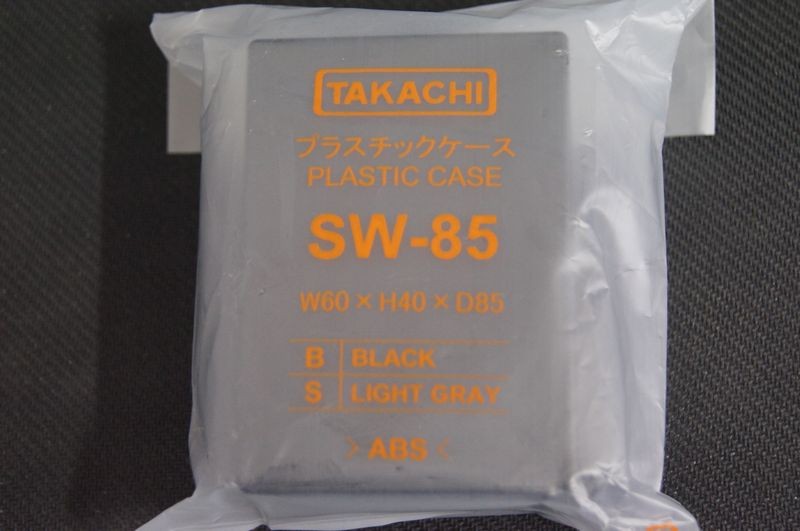 TAKACHI
プラスチックケース
PLASTIC CASE
SW-85
W60×H40×D85
B BLACK
S LIGHT GRAY
>ABS<